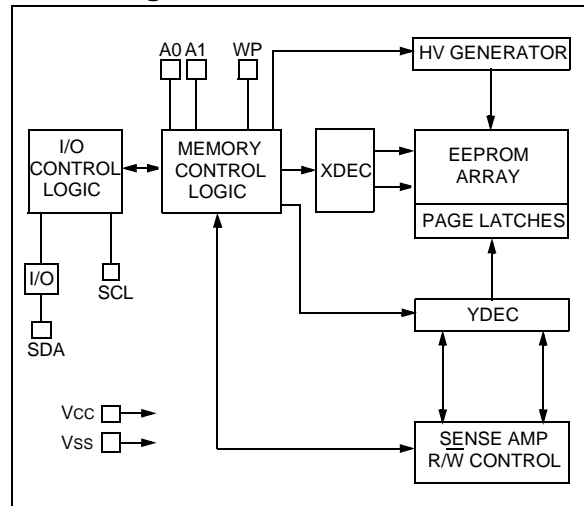 A0 A1 WP
HV GENERATOR
I/O
CONTROL
LOGIC
MEMORY
CONTROL
LOGIC
XDEC
EEPROM
ARRAY
PAGE LATCHES
I/O
SCL
SDA
YDEC
VCC
VSS
SENSE AMP
R/W̅ CONTROL